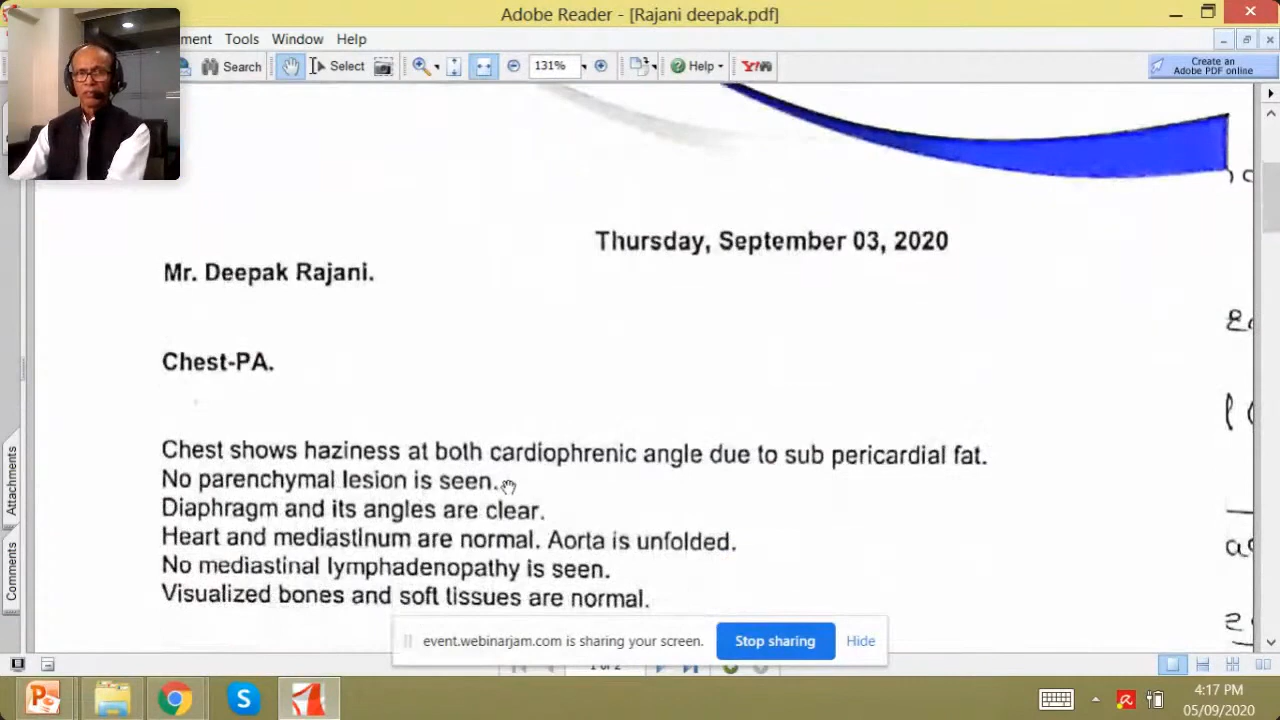 Adobe Reader - [Rajani deepak.pdf]
ment Tools Window Help
Search Select 131% Help Y!
Create an
Adobe PDF online
Thursday, September 03, 2020
Mr. Deepak Rajani.
Chest-PA.
Chest shows haziness at both cardiophrenic angle due to sub pericardial fat.
No parenchymal lesion is seen.
Diaphragm and its angles are clear.
Heart and mediastinum are normal. Aorta is unfolded.
No mediastinal lymphadenopathy is seen.
Visualized bones and soft tissues are normal.
Attachments
Comments
event.webinarjam.com is sharing your screen. Stop sharing Hide
1 of 2
4:17 PM
05/09/2020